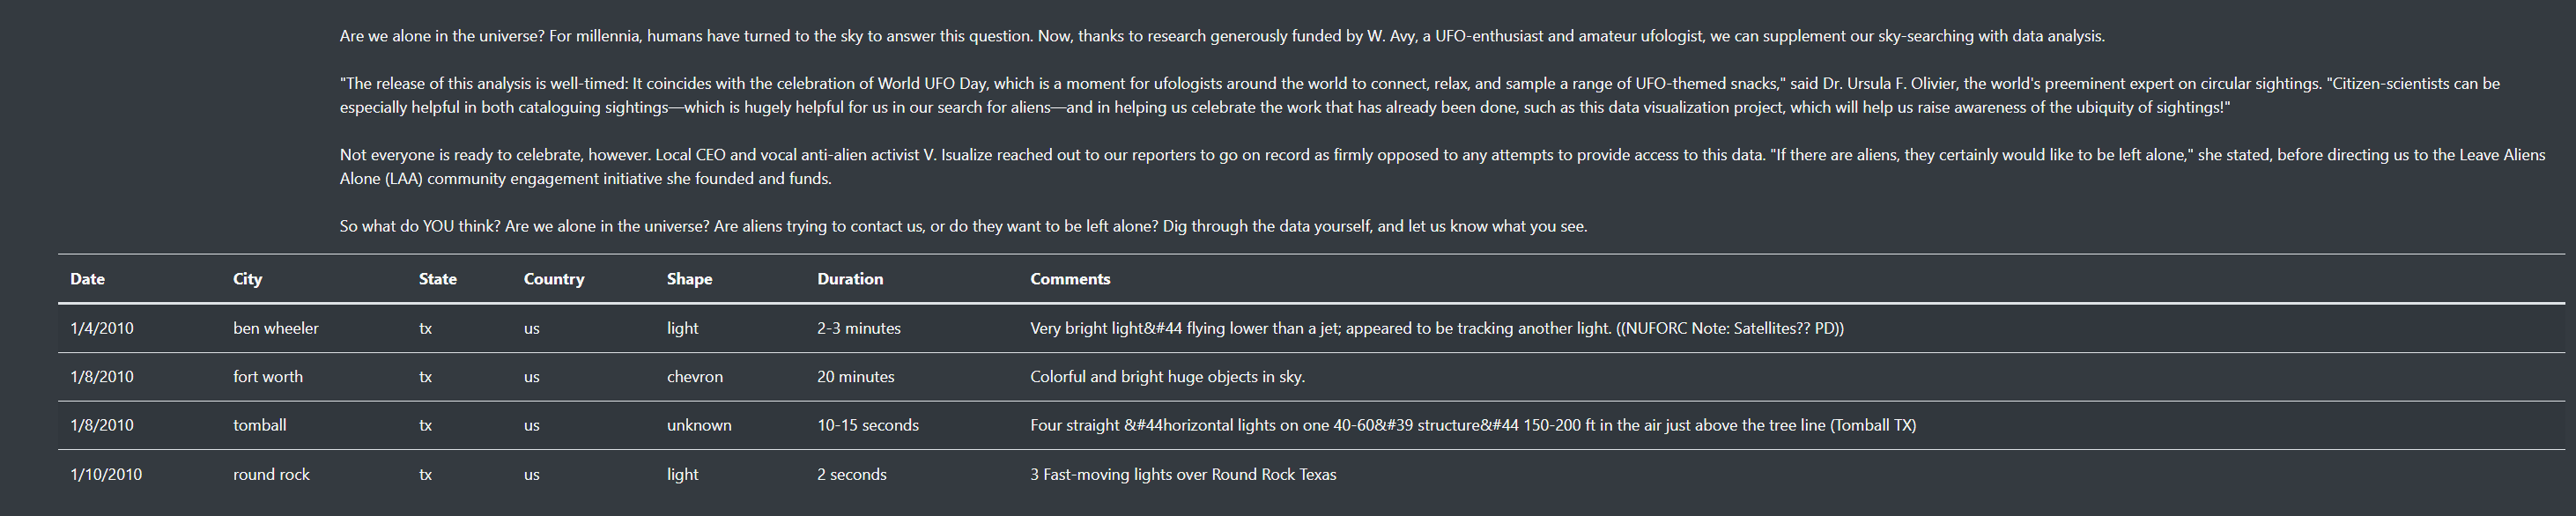 Are we alone in the universe? For millennia, humans have turned to the sky to answer this question. Now, thanks to research generously funded by W. Avy, a UFO-enthusiast and amateur ufologist, we can supplement our sky-searching with data analysis.
"The release of this analysis is well-timed: It coincides with the celebration of World UFO Day, which is a moment for ufologists around the world to connect, relax, and sample a range of UFO-themed snacks," said Dr. Ursula F. Olivier, the world's preeminent expert on circular sightings. "Citizen-scientists can be
especially helpful in both cataloguing sightings—which is hugely helpful for us in our search for aliens—and in helping us celebrate the work that has already been done, such as this data visualization project, which will help us raise awareness of the ubiquity of sightings!"
Not everyone is ready to celebrate, however. Local CEO and vocal anti-alien activist V. Isualize reached out to our reporters to go on record as firmly opposed to any attempts to provide access to this data. "If there are aliens, they certainly would like to be left alone," she stated, before directing us to the Leave Aliens
Alone (LAA) community engagement initiative she founded and funds.
So what do YOU think? Are we alone in the universe? Are aliens trying to contact us, or do they want to be left alone? Dig through the data yourself, and let us know what you see.
Date City State Country Shape Duration Comments
1/4/2010 ben wheeler tx us light 2-3 minutes Very bright light&#44 flying lower than a jet; appeared to be tracking another light. ((NUFORC Note: Satellites?? PD))
1/8/2010 fort worth tx us chevron 20 minutes Colorful and bright huge objects in sky.
1/8/2010 tomball tx us unknown 10-15 seconds Four straight &#44horizontal lights on one 40-60&#39 structure&#44 150-200 ft in the air just above the tree line (Tomball TX)
1/10/2010 round rock tx us light 2 seconds 3 Fast-moving lights over Round Rock Texas